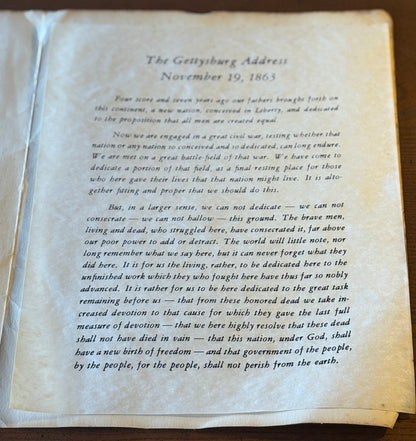 The Gettysburg Address
November 19, 1863
Four score and seven years ago our fathers brought forth on
this continent, a new nation, conceived in Liberty, and dedicated
to the proposition that all men are created equal.
Now we are engaged in a great civil war, testing whether that
nation or any nation so conceived and so dedicated, can long endure.
We are met on a great battle-field of that war. We have come to
dedicate a portion of that field, as a final resting place for those
who here gave their lives that that nation might live. It is alto-
gether fitting and proper that we should do this.
But, in a larger sense, we can not dedicate — we can not
consecrate — we can not hallow — this ground. The brave men,
living and dead, who struggled here, have consecrated it, far above
our poor power to add or detract. The world will little note, nor
long remember what we say here, but it can never forget what they
did here. It is for us the living, rather, to be dedicated here to the
unfinished work which they who fought here have thus far so nobly
advanced. It is rather for us to be here dedicated to the great task
remaining before us — that from these honored dead we take in-
creased devotion to that cause for which they gave the last full
measure of devotion — that we here highly resolve that these dead
shall not have died in vain — that this nation, under God, shall
have a new birth of freedom — and that government of the people,
by the people, for the people, shall not perish from the earth.